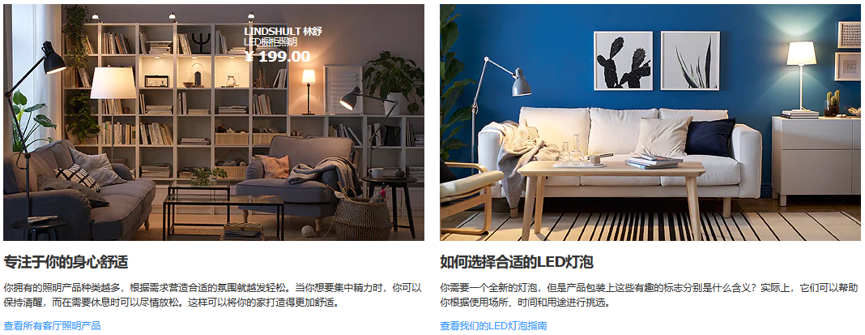 LINDSHULT 林舒
LED橱柜照明
¥ 199.00
专注于你的身心舒适
你拥有的照明产品种类越多，根据需求营造合适的氛围就越发轻松。当你想要集中精力时，你可以
保持清醒，而在需要休息时可以尽情放松。这样可以将你的家打造得更加舒适。
查看所有客厅照明产品
如何选择合适的LED灯泡
你需要一个全新的灯泡，但是产品包装上这些有趣的标志分别是什么含义？实际上，它们可以帮助
你根据使用场所、时间和用途进行挑选。
查看我们的LED灯泡指南